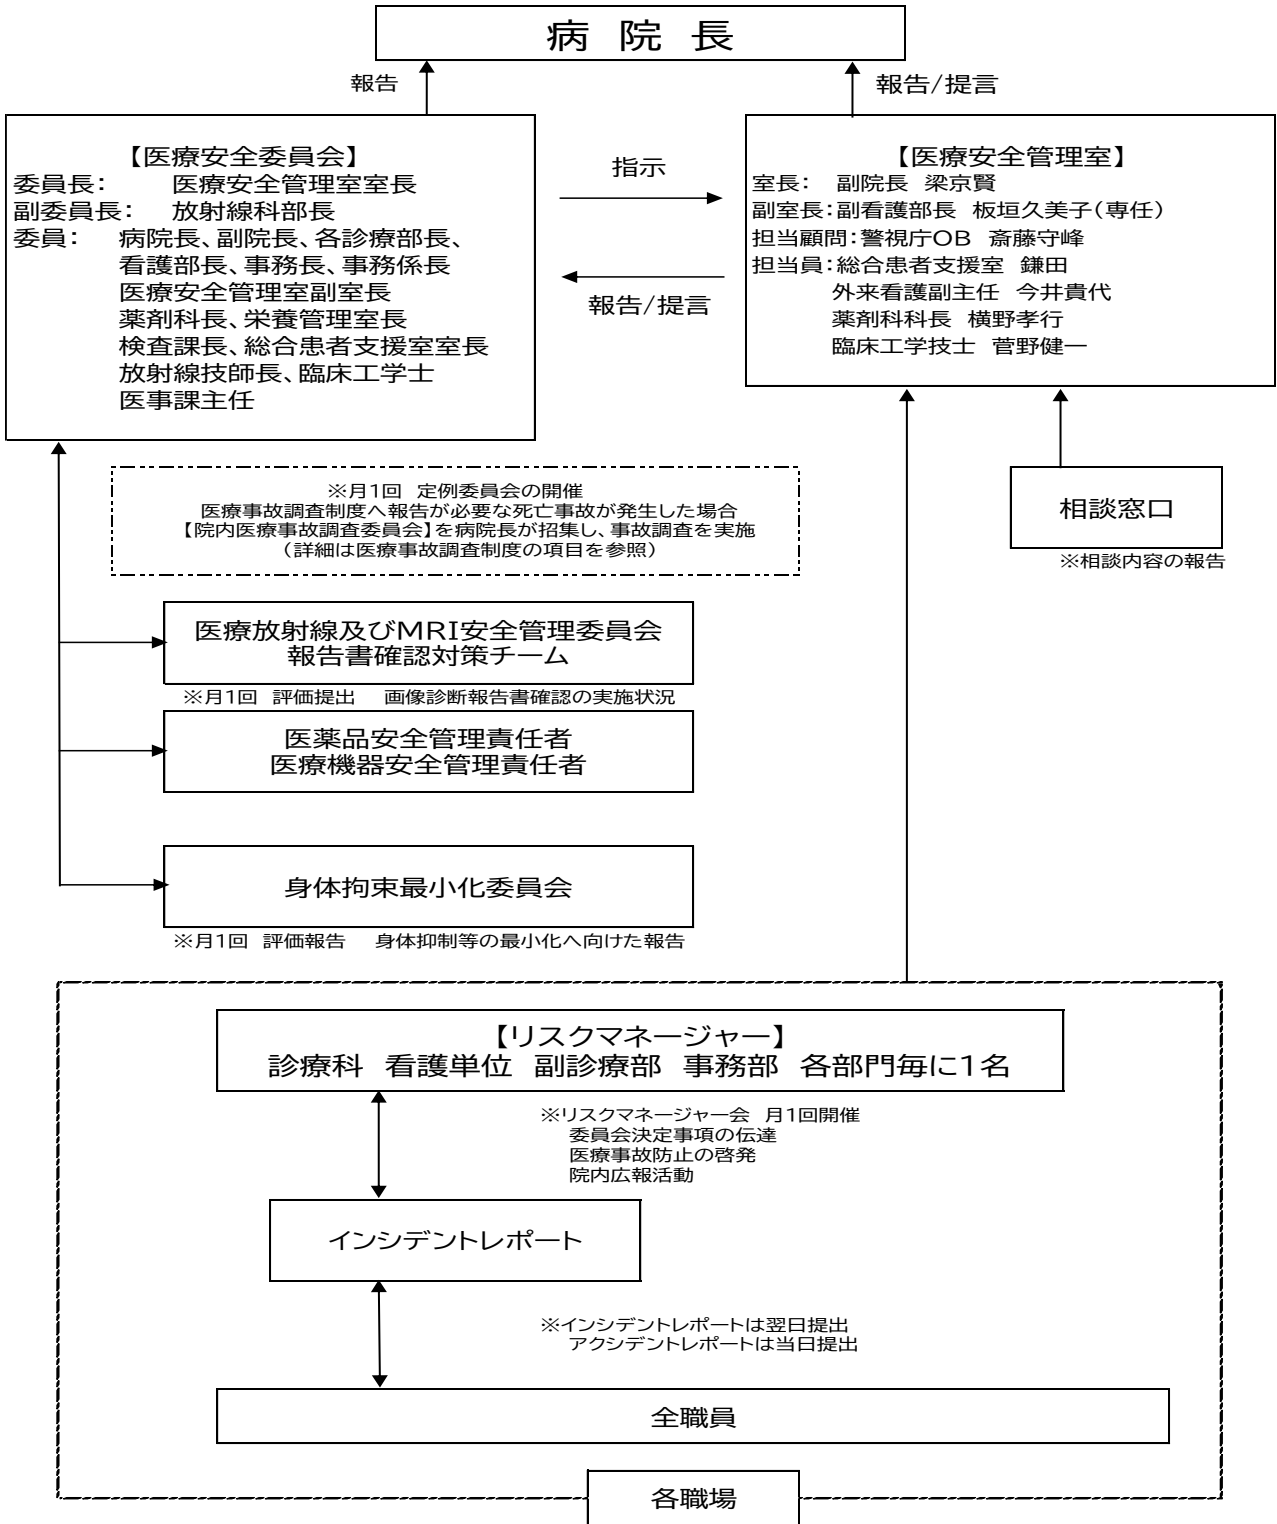 病 院 長
報告
報告/提言
【医療安全委員会】
委員長： 医療安全管理室室長
副委員長： 放射線科部長
委員： 病院長、副院長、各診療部長、
看護部長、事務長、事務係長
医療安全管理室副室長
薬剤科長、栄養管理室長
検査課長、総合患者支援室室長
放射線技師長、臨床工学士
医事課主任
指示
報告/提言
【医療安全管理室】
室長： 副院長 梁京賢
副室長：副看護部長 板垣久美子（専任）
担当顧問：警視庁OB 斎藤守峰
担当員：総合患者支援室 鎌田
外来看護副主任 今井貴代
薬剤科科長 横野孝行
臨床工学技士 菅野健一
※月1回 定例委員会の開催
医療事故調査制度へ報告が必要な死亡事故が発生した場合
【院内医療事故調査委員会】を病院長が招集し、事故調査を実施
（詳細は医療事故調査制度の項目を参照）
相談窓口
※相談内容の報告
医療放射線及びMRI安全管理委員会
報告書確認対策チーム
※月1回 評価提出 画像診断報告書確認の実施状況
医薬品安全管理責任者
医療機器安全管理責任者
身体拘束最小化委員会
※月1回 評価報告 身体抑制等の最小化へ向けた報告
【リスクマネージャー】
診療科 看護単位 副診療部 事務部 各部門毎に1名
※リスクマネージャー会 月1回開催
委員会決定事項の伝達
医療事故防止の啓発
院内広報活動
インシデントレポート
※インシデントレポートは翌日提出
アクシデントレポートは当日提出
全職員
各職場